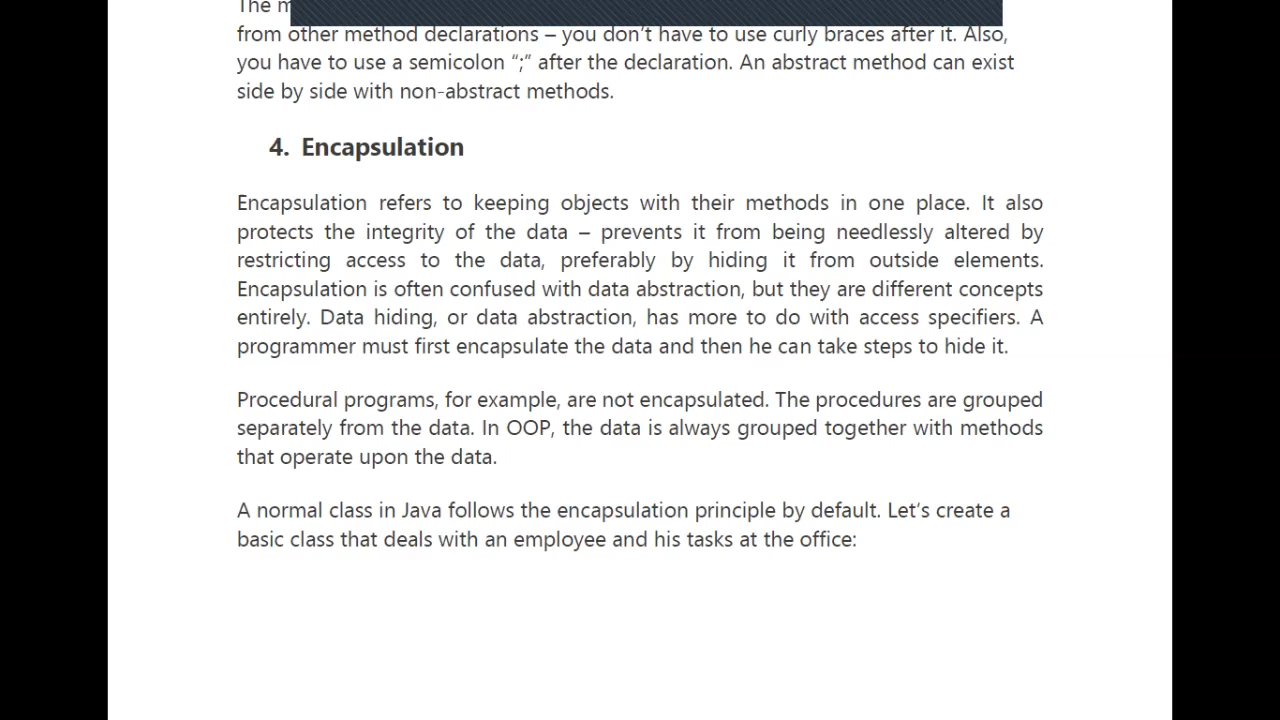 The
from other method declarations – you don’t have to use curly braces after it. Also,
you have to use a semicolon “;” after the declaration. An abstract method can exist
side by side with non-abstract methods.
4. Encapsulation
Encapsulation refers to keeping objects with their methods in one place. It also
protects the integrity of the data – prevents it from being needlessly altered by
restricting access to the data, preferably by hiding it from outside elements.
Encapsulation is often confused with data abstraction, but they are different concepts
entirely. Data hiding, or data abstraction, has more to do with access specifiers. A
programmer must first encapsulate the data and then he can take steps to hide it.
Procedural programs, for example, are not encapsulated. The procedures are grouped
separately from the data. In OOP, the data is always grouped together with methods
that operate upon the data.
A normal class in Java follows the encapsulation principle by default. Let’s create a
basic class that deals with an employee and his tasks at the office: